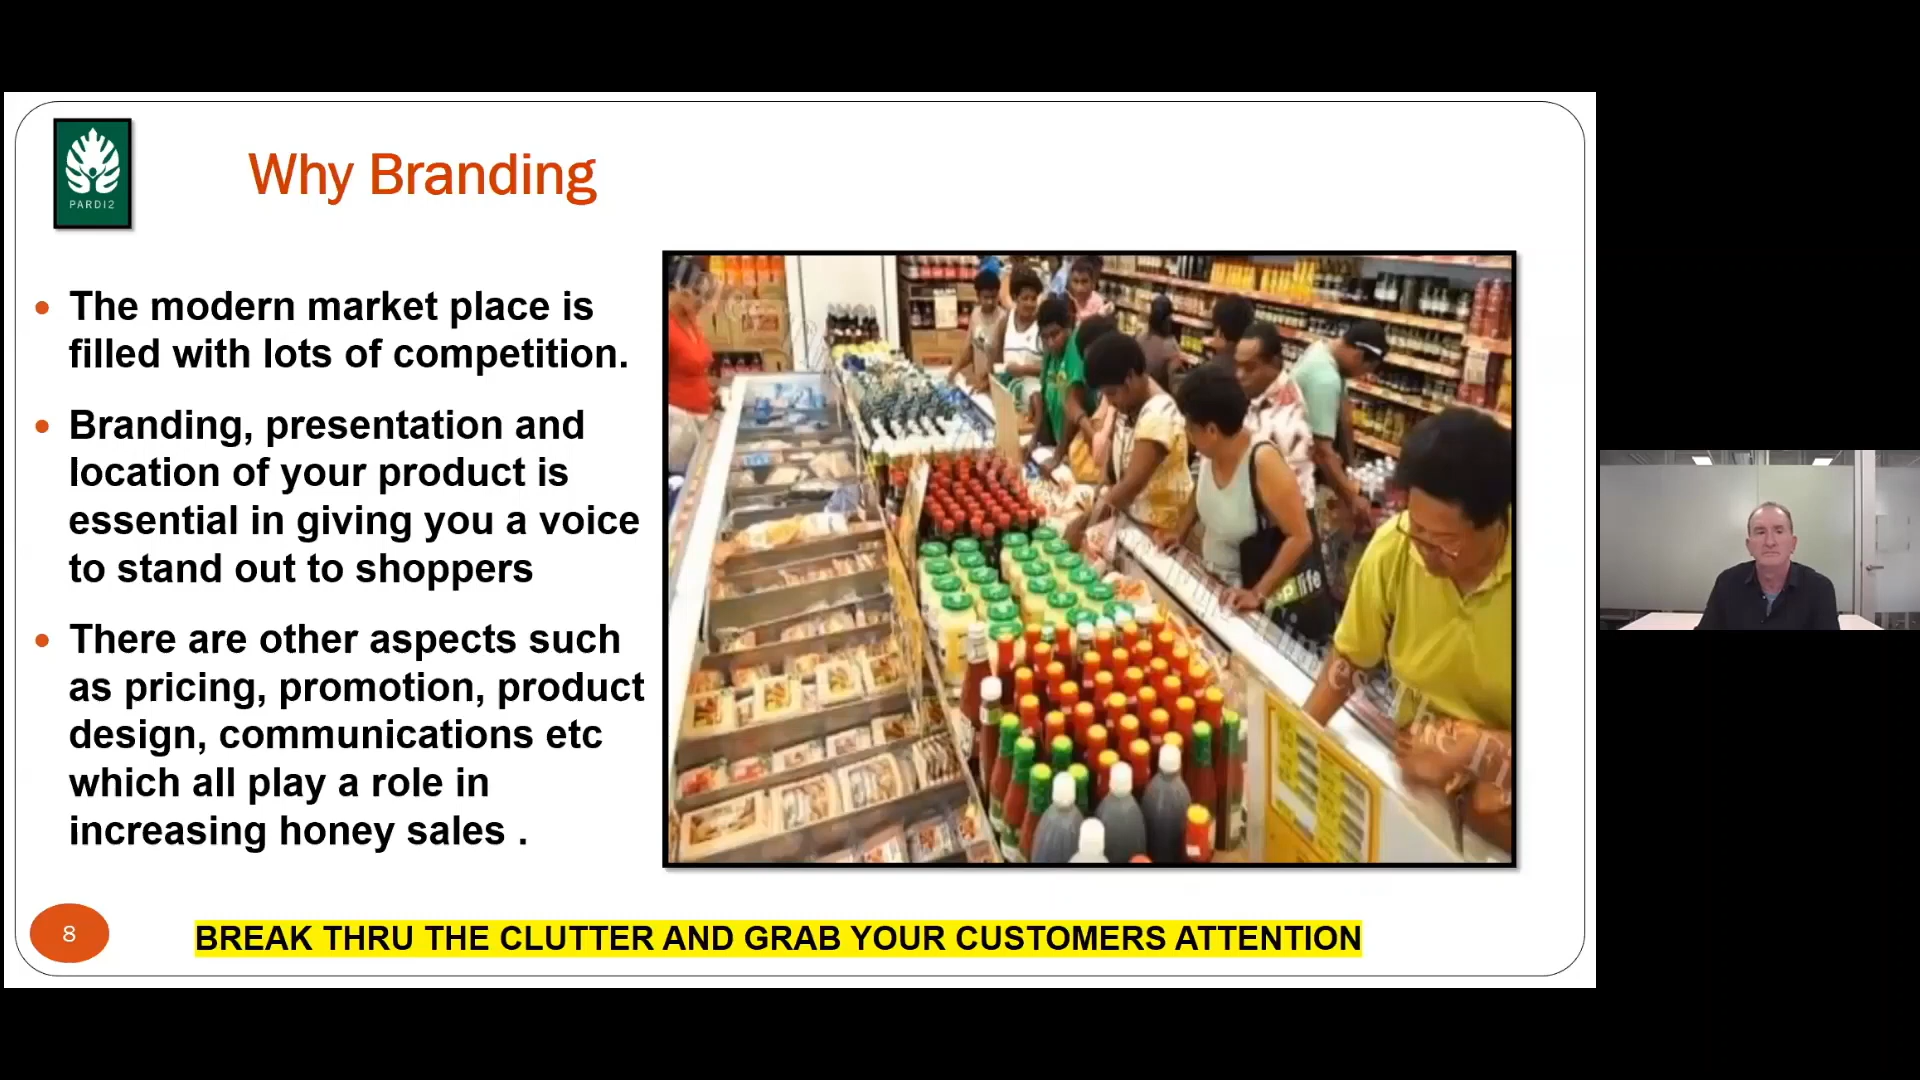 PARDI2
Why Branding
The modern market place is
filled with lots of competition.
Branding, presentation and
location of your product is
essential in giving you a voice
to stand out to shoppers
There are other aspects such
as pricing, promotion, product
design, communications etc
which all play a role in
increasing honey sales .
life
8
BREAK THRU THE CLUTTER AND GRAB YOUR CUSTOMERS ATTENTION